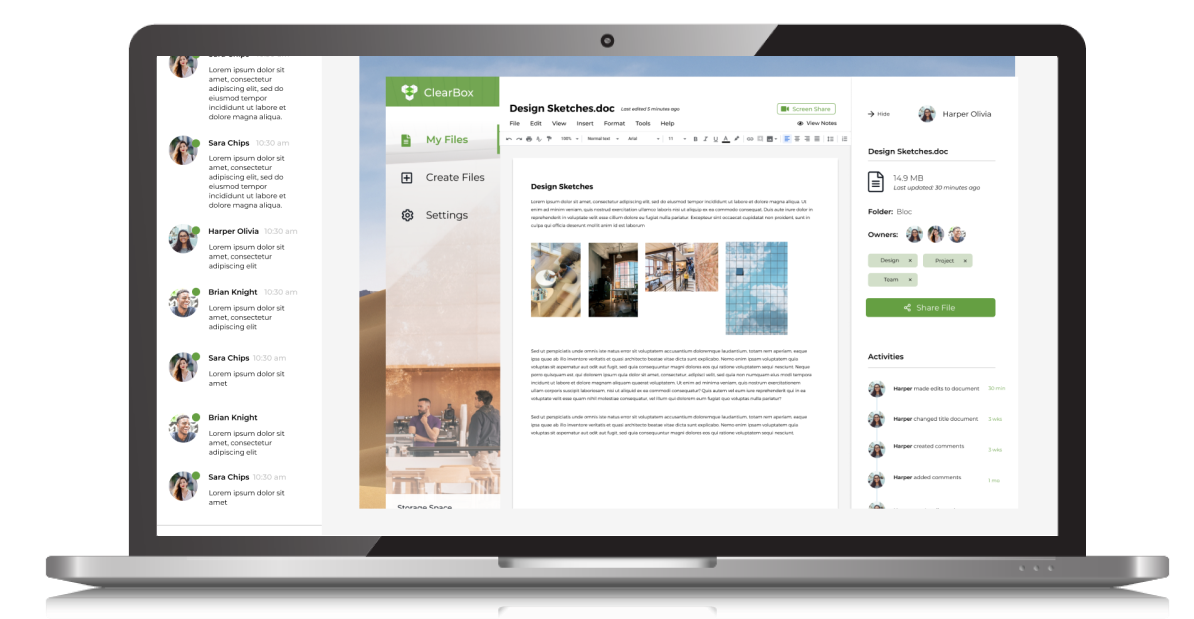 Sara Chips
Lorem ipsum dolor sit
amet, consectetur
adipiscing elit, sed do
eiusmod tempor
incididunt ut labore et
dolore magna aliqua.
Sara Chips 10:30 am
Lorem ipsum dolor sit
amet, consectetur
adipiscing elit, sed do
eiusmod tempor
incididunt ut labore et
dolore magna aliqua.
Harper Olivia 10:30 am
Lorem ipsum dolor sit
amet, consectetur
adipiscing elit
Brian Knight 10:30 am
Lorem ipsum dolor sit
amet, consectetur
adipiscing elit
Sara Chips 10:30 am
Lorem ipsum dolor sit
amet
Brian Knight
Lorem ipsum dolor sit
amet, consectetur
adipiscing elit
Sara Chips 10:30 am
Lorem ipsum dolor sit
amet
ClearBox
My Files
Create Files
Settings
Storage Space
Design Sketches.doc Last edited 5 minutes ago
Screen Share
File Edit View Insert Format Tools Help
View Notes
100% Normal text Arial 11 B I U A
Design Sketches
Lorem ipsum dolor sit amet, consectetur adipiscing elit, sed do eiusmod tempor incididunt ut labore et dolore magna aliqua. Ut
enim ad minim veniam, quis nostrud exercitation ullamco laboris nisi ut aliquip ex ea commodo consequat. Duis aute irure dolor in
reprehenderit in voluptate velit esse cillum dolore eu fugiat nulla pariatur. Excepteur sint occaecat cupidatat non proident, sunt in
culpa qui officia deserunt mollit anim id est laborum
Sed ut perspiciatis unde omnis iste natus error sit voluptatem accusantium doloremque laudantium, totam rem aperiam, eaque
ipsa quae ab illo inventore veritatis et quasi architecto beatae vitae dicta sunt explicabo. Nemo enim ipsam voluptatem quia
voluptas sit aspernatur aut odit aut fugit, sed quia consequuntur magni dolores eos qui ratione voluptatem sequi nesciunt. Neque
porro quisquam est, qui dolorem ipsum quia dolor sit amet, consectetur, adipisci velit, sed quia non numquam eius modi tempora
incidunt ut labore et dolore magnam aliquam quaerat voluptatem. Ut enim ad minima veniam, quis nostrum exercitationem
ullam corporis suscipit laboriosam, nisi ut aliquid ex ea commodi consequatur? Quis autem vel eum iure reprehenderit qui in ea
voluptate velit esse quam nihil molestiae consequatur, vel illum qui dolorem eum fugiat quo voluptas nulla pariatur?
Sed ut perspiciatis unde omnis iste natus error sit voluptatem accusantium doloremque laudantium, totam rem aperiam, eaque
ipsa quae ab illo inventore veritatis et quasi architecto beatae vitae dicta sunt explicabo. Nemo enim ipsam voluptatem quia
voluptas sit aspernatur aut odit aut fugit, sed quia consequuntur magni dolores eos qui ratione voluptatem sequi nesciunt
Hide
Harper Olivia
Design Sketches.doc
14.9 MB
Last updated: 30 minutes ago
Folder: Bloc
Owners:
Design x
Project x
Team x
Share File
Activities
Harper made edits to document 30 min
Harper changed title document 3 wks
Harper created comments 3 wks
Harper added comments 1 mo